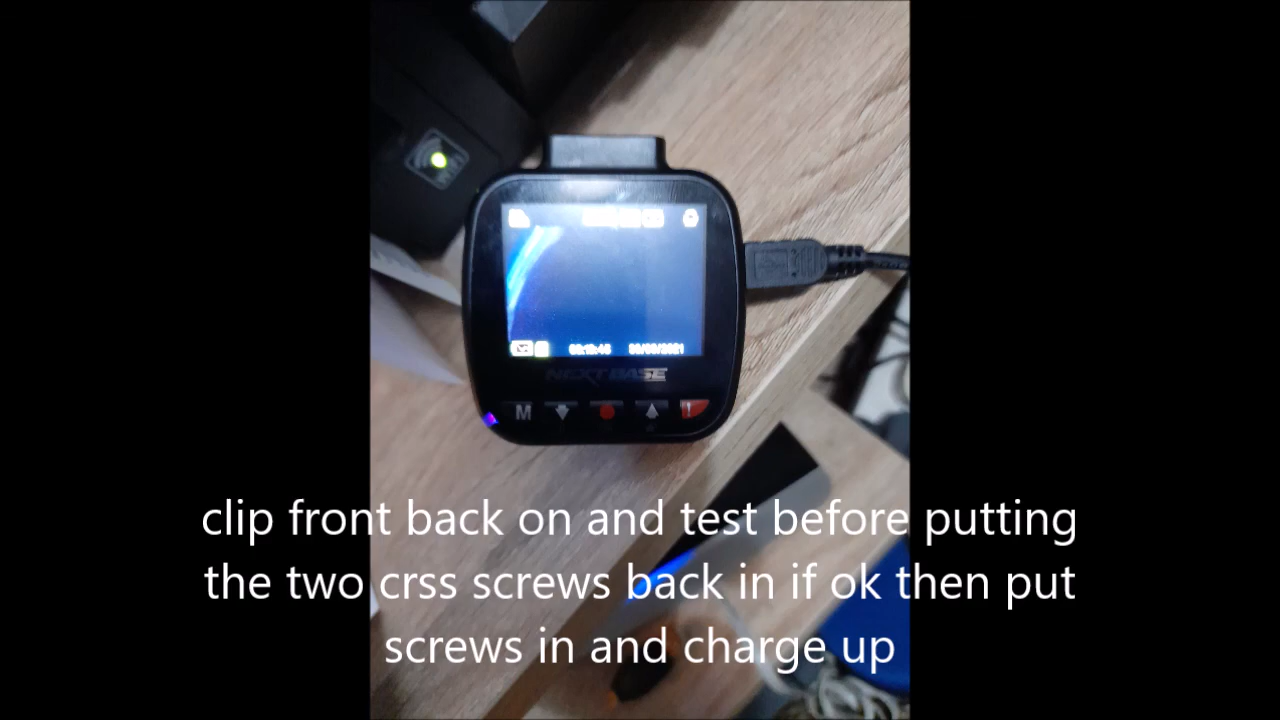 NEXTBASE
M
clip front back on and test before putting
the two crss screws back in if ok then put
screws in and charge up